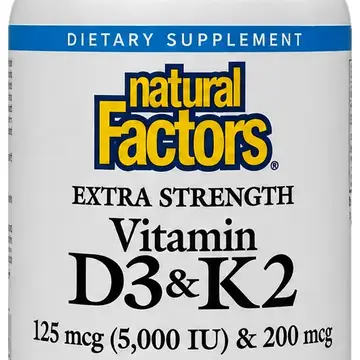 DIETARY SUPPLEMENT
natural
Factors®
EXTRA STRENGTH
Vitamin
D3 & K2
125 mcg (5,000 IU) & 200 mcg